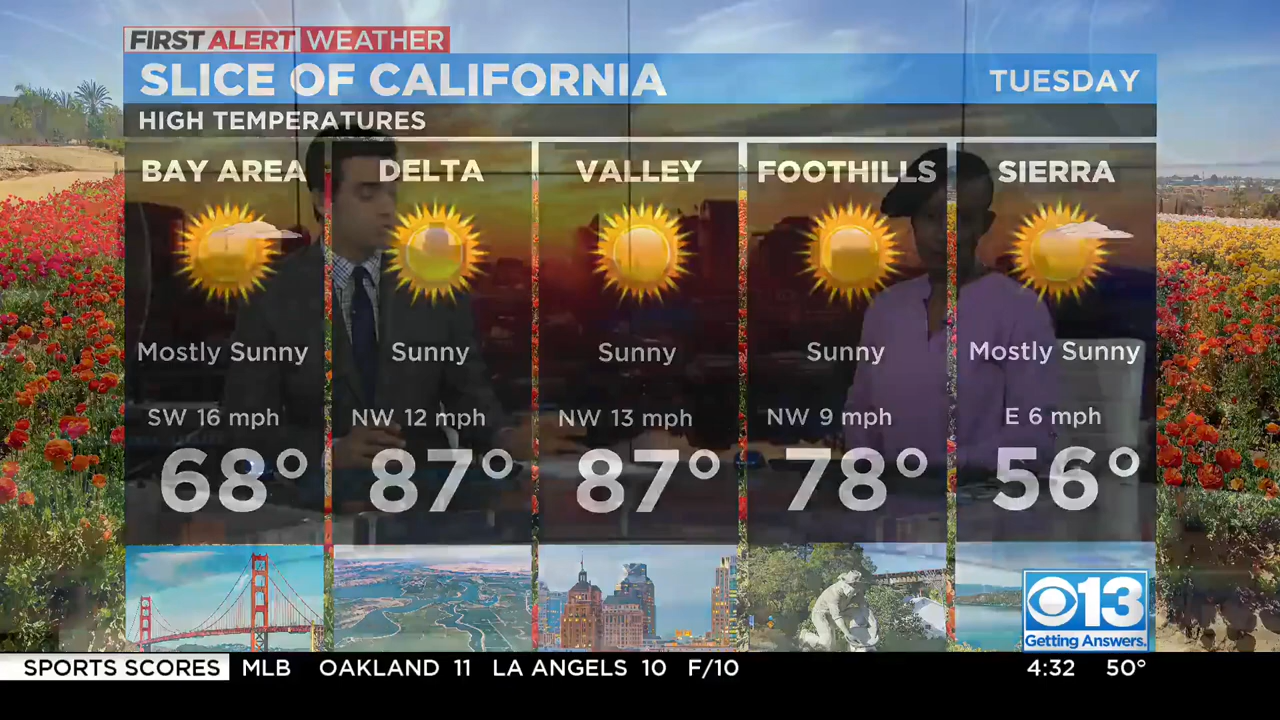 FIRST ALERT WEATHER
SLICE OF CALIFORNIA
TUESDAY
HIGH TEMPERATURES
BAY AREA
Mostly Sunny
SW 16 mph
68°
DELTA
Sunny
NW 12 mph
87°
VALLEY
Sunny
NW 13 mph
87°
FOOTHILLS
Sunny
NW 9 mph
78°
SIERRA
Mostly Sunny
E 6 mph
56°
CBS 13
Getting Answers.
SPORTS SCORES MLB OAKLAND 11 LA ANGELS 10 F/10 4:32 50°